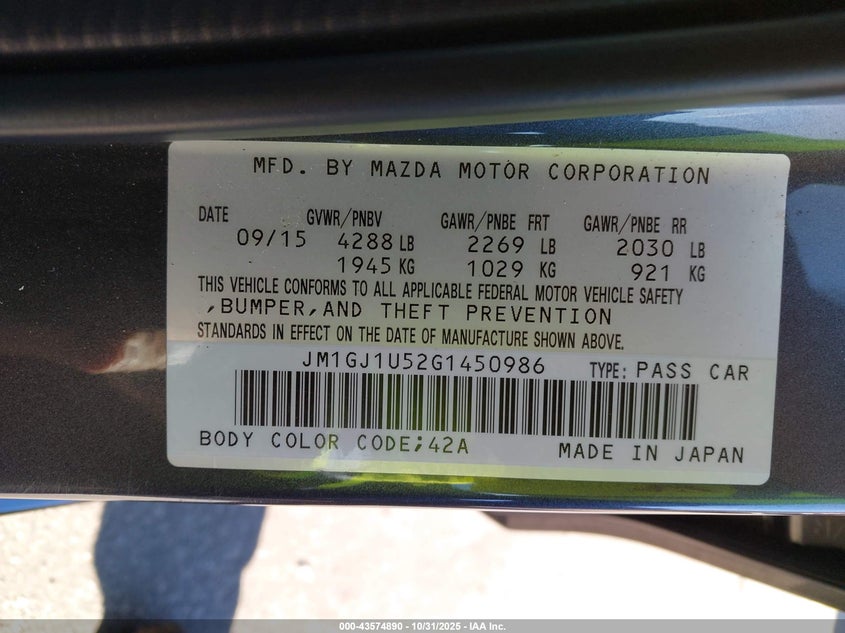 MFD. BY MAZDA MOTOR CORPORATION
DATE GVWR/PNBV GAWR/PNBE FRT GAWR/PNBE RR
09/15 4288 LB 2269 LB 2030 LB
1945 KG 1029 KG 921 KG
THIS VEHICLE CONFORMS TO ALL APPLICABLE FEDERAL MOTOR VEHICLE SAFETY
,BUMPER,AND THEFT PREVENTION
STANDARDS IN EFFECT ON THE DATE OF MANUFACTURE SHOWN ABOVE.
JM1GJ1U52G1450986 TYPE: PASS CAR
BODY COLOR CODE;42A MADE IN JAPAN
000-43574890 - 10/31/2025 - IAA Inc.